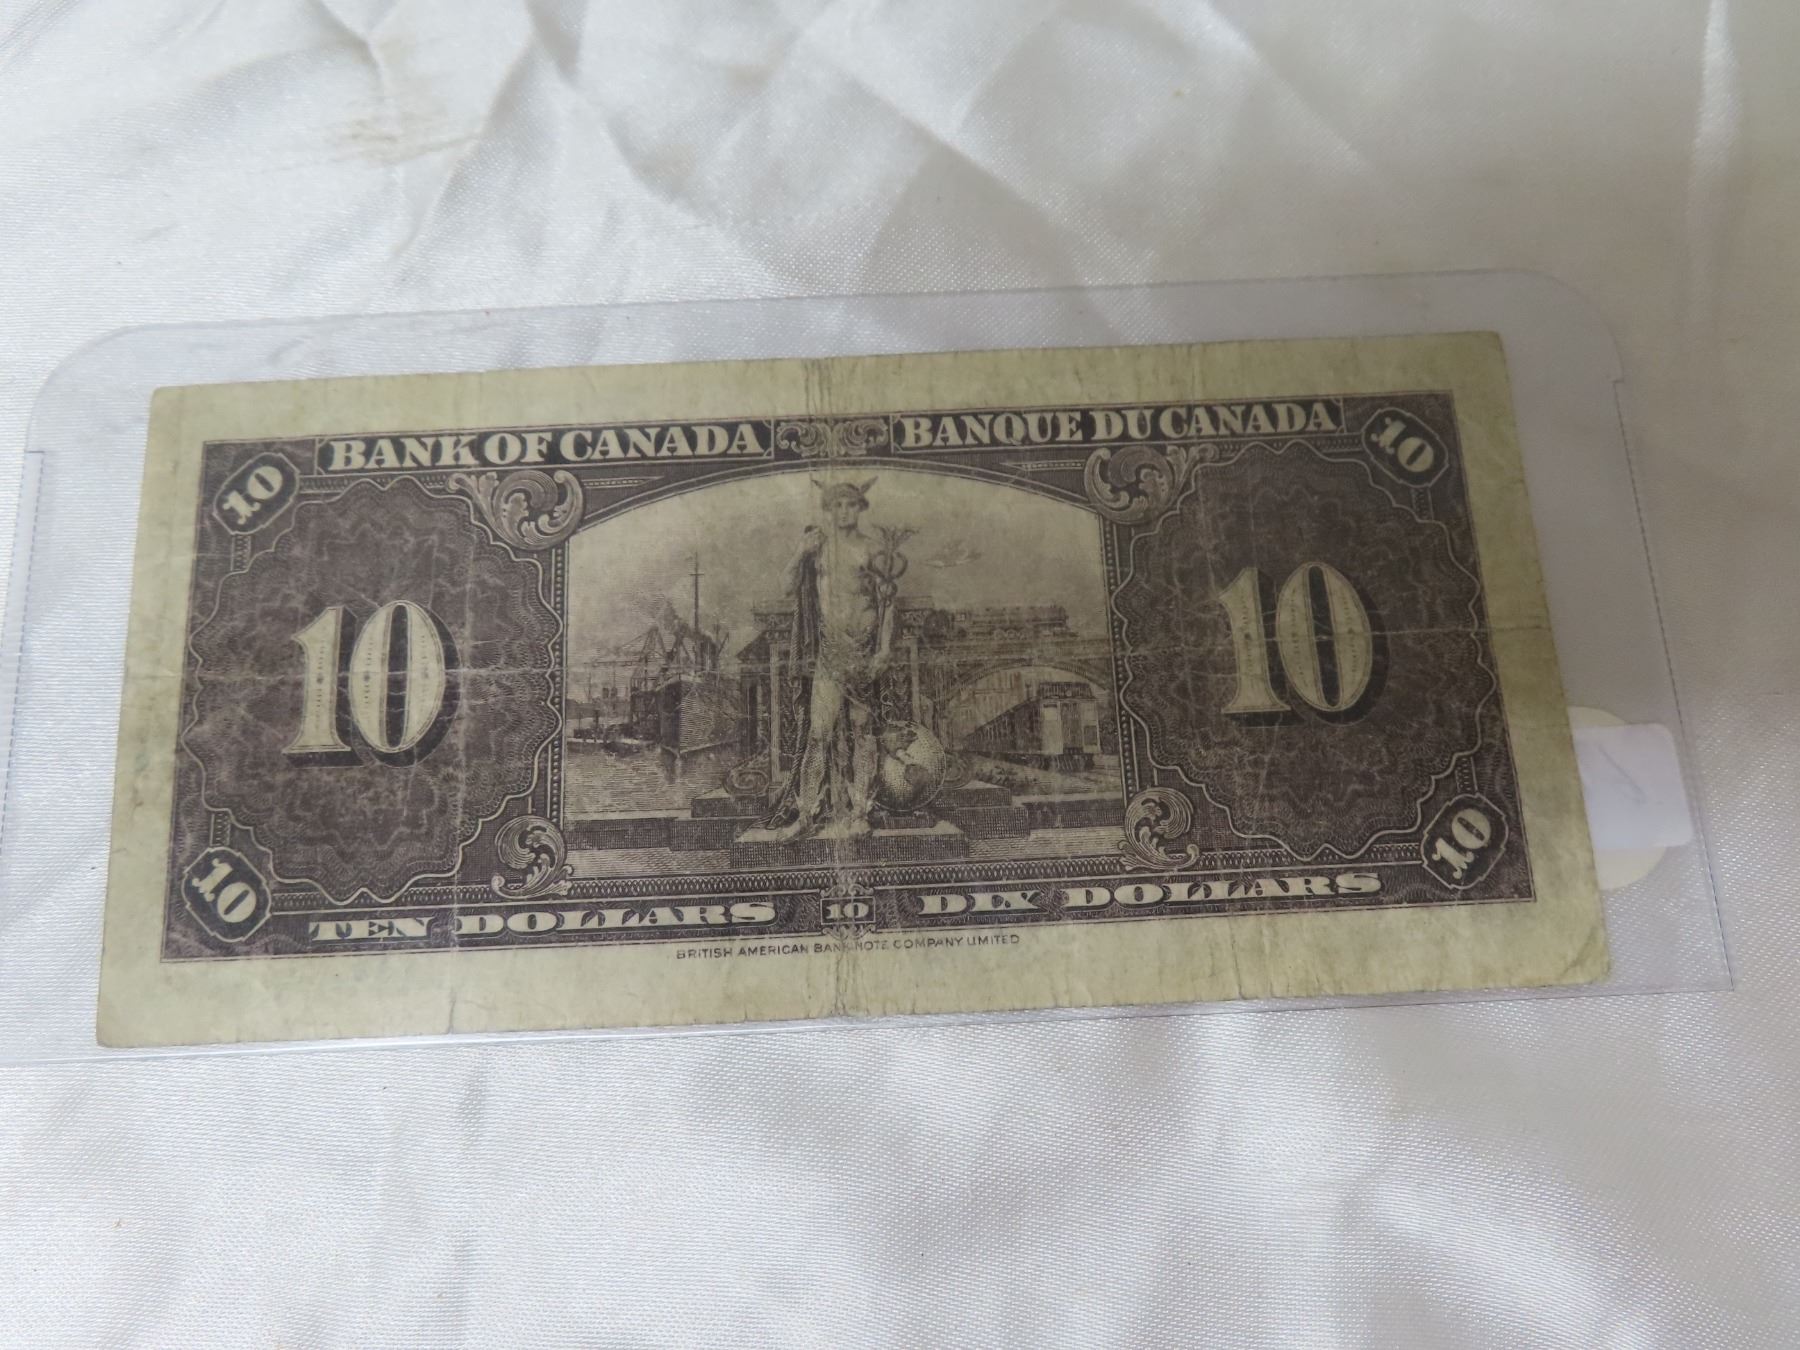 BANK OF CANADA BANQUE DU CANADA
10 10
10 10
10 10
TEN DOLLARS 10 DIX DOLLARS
BRITISH AMERICAN BANK NOTE COMPANY LIMITED